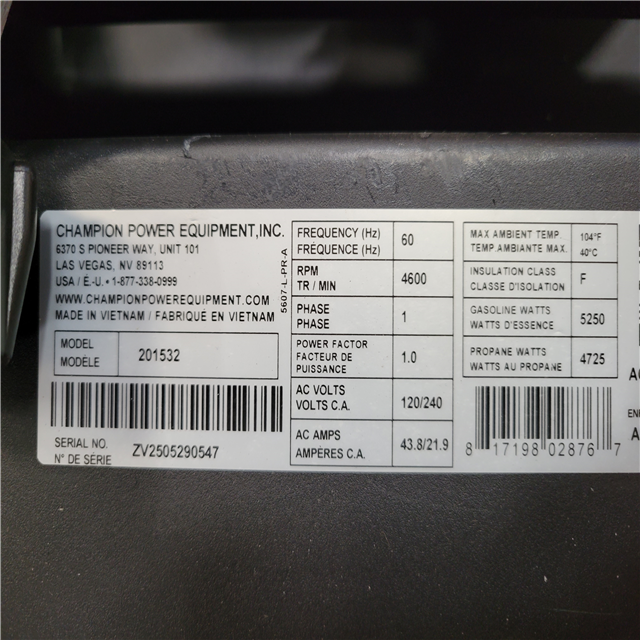 CHAMPION POWER EQUIPMENT,INC.
6370 S PIONEER WAY, UNIT 101
LAS VEGAS, NV 89113
USA / É.-U. • 1-877-338-0999
WWW.CHAMPIONPOWEREQUIPMENT.COM
MADE IN VIETNAM / FABRIQUÉ EN VIETNAM
MODEL
MODÈLE
201532
SERIAL NO.
N° DE SÉRIE
ZV2505290547
5607-L-PR-A
FREQUENCY (Hz)
FRÉQUENCE (Hz)
60
RPM
TR / MIN
4600
PHASE
PHASE
1
POWER FACTOR
FACTEUR DE
PUISSANCE
1.0
AC VOLTS
VOLTS C.A.
120/240
AC AMPS
AMPÈRES C.A.
43.8/21.9
MAX AMBIENT TEMP.
TEMP.AMBIANTE MAX.
104°F
40°C
INSULATION CLASS
CLASSE D'ISOLATION
F
GASOLINE WATTS
WATTS D'ESSENCE
5250
PROPANE WATTS
WATTS AU PROPANE
4725
8 17198 02876 7